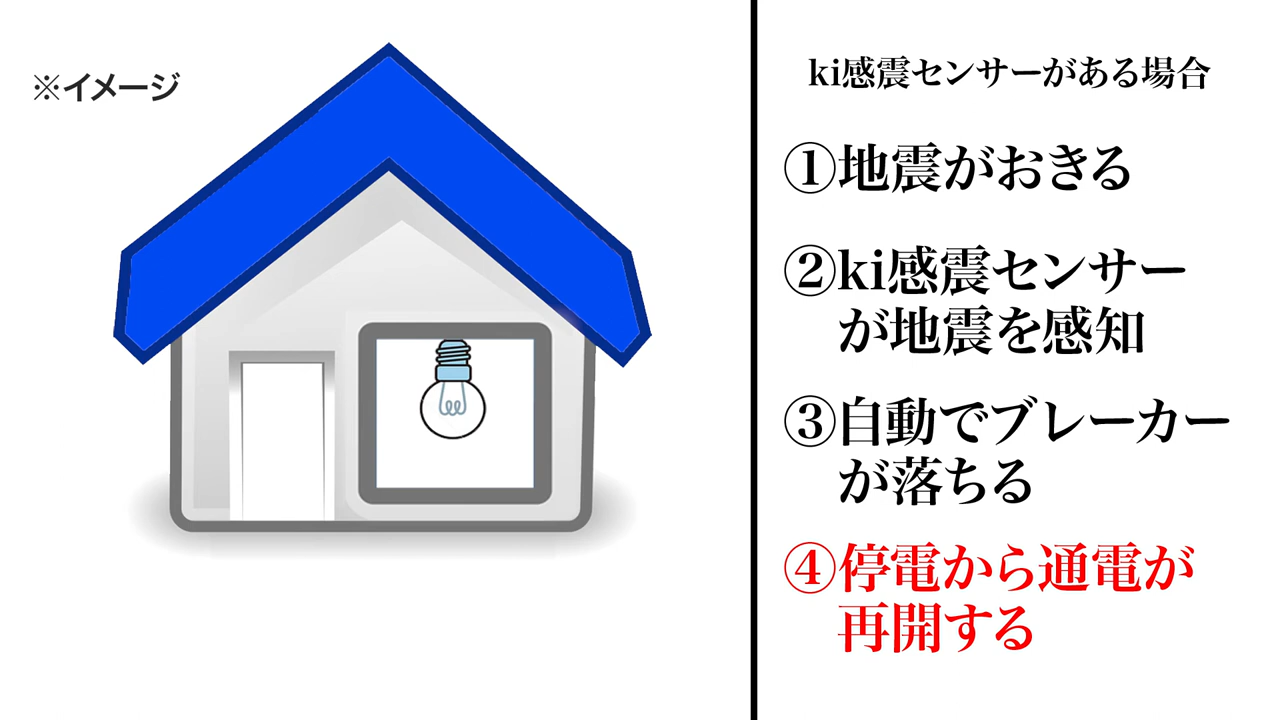 ※イメージ
ki感震センサーがある場合
①地震がおきる
②ki感震センサー
が地震を感知
③自動でブレーカー
が落ちる
④停電から通電が
再開する